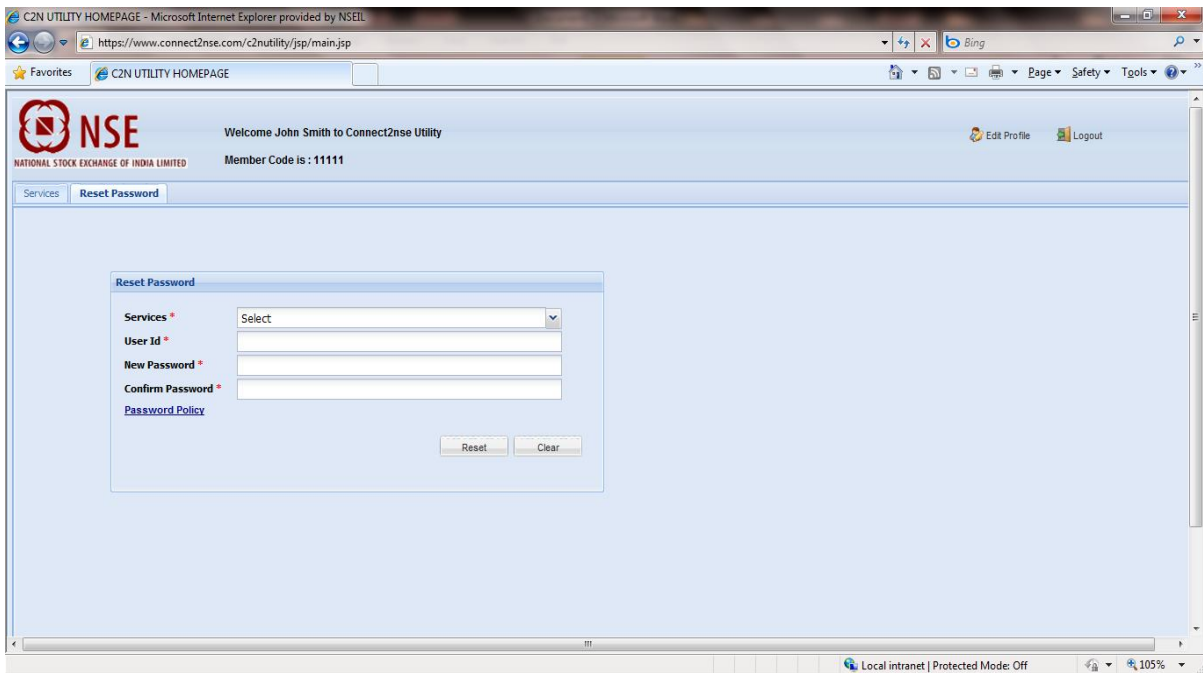 C2N UTILITY HOMEPAGE - Microsoft Internet Explorer provided by NSEIL
https://www.connect2nse.com/c2nutility/jsp/main.jsp
Bing
Favorites
C2N UTILITY HOMEPAGE
Page
Safety
Tools
NSE
NATIONAL STOCK EXCHANGE OF INDIA LIMITED
Welcome John Smith to Connect2nse Utility
Member Code is : 11111
Edit Profile
Logout
Services
Reset Password
Reset Password
Services *
Select
User Id *
New Password *
Confirm Password *
Password Policy
Reset
Clear
Local intranet | Protected Mode: Off
105%